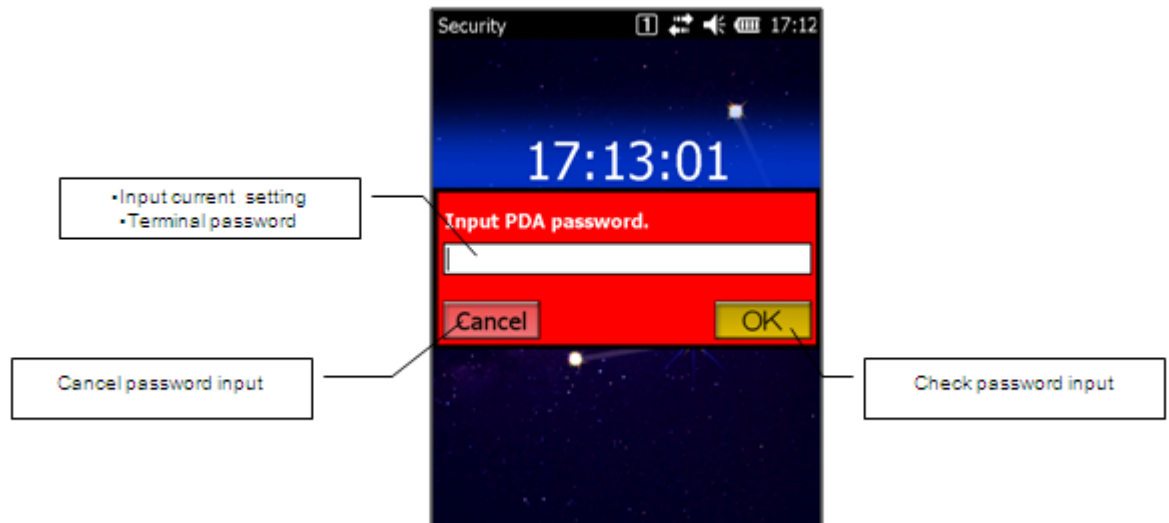 Security 1 17:12
17:13:01
•Input current setting
•Terminal password
Input PDA password.
Cancel OK
Cancel password input
Check password input